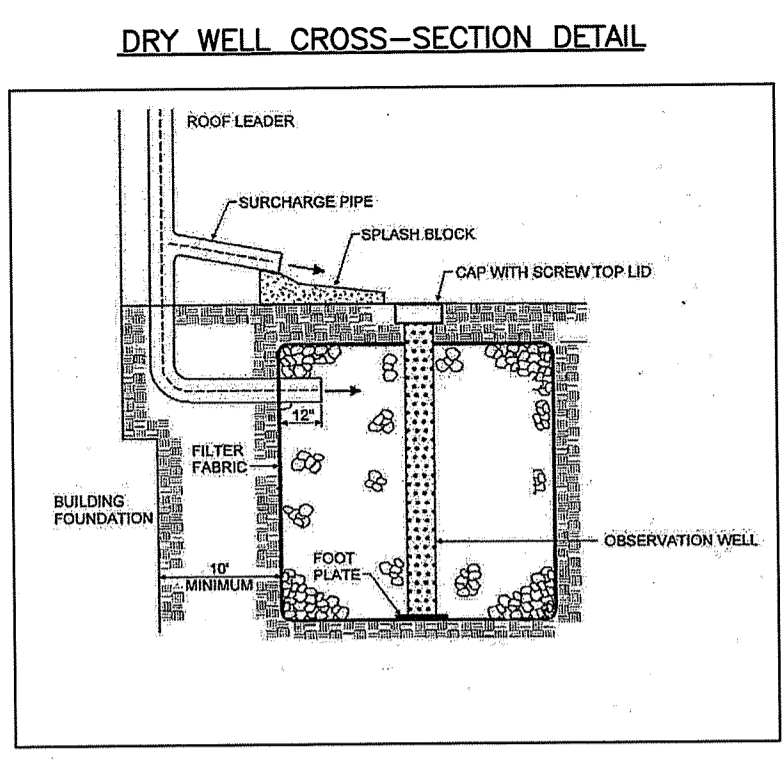 DRY WELL CROSS-SECTION DETAIL
ROOF LEADER
SURCHARGE PIPE
SPLASH BLOCK
CAP WITH SCREW TOP LID
12"
FILTER
FABRIC
BUILDING
FOUNDATION
OBSERVATION WELL
FOOT
PLATE
10'
MINIMUM